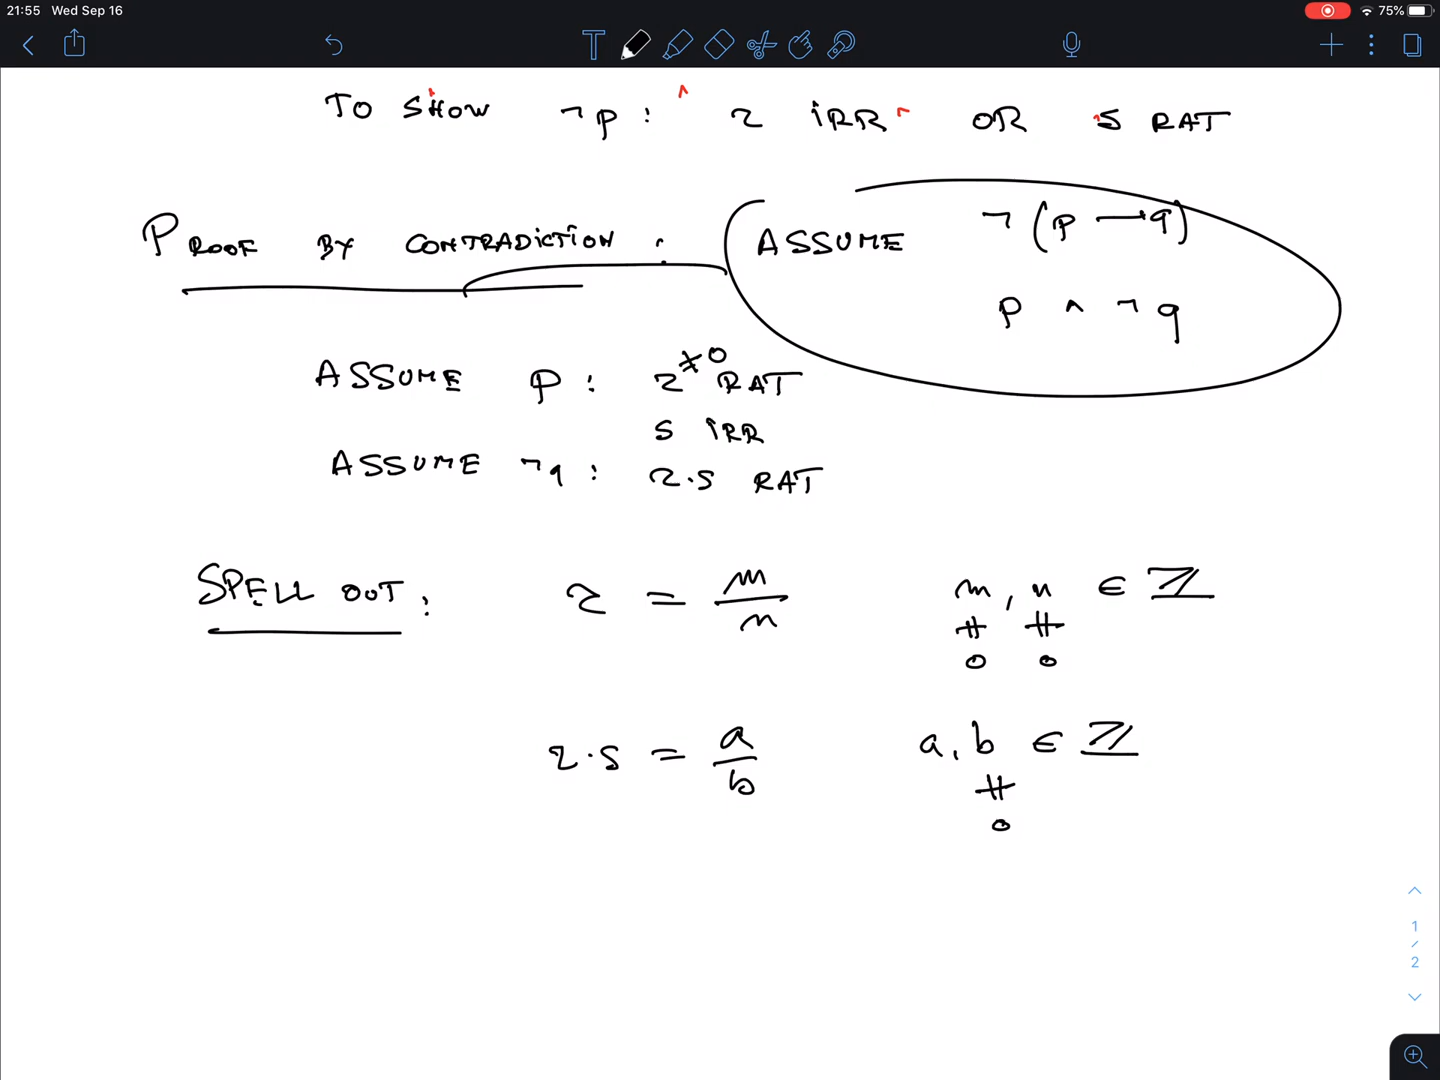 21:55 Wed Sep 16 75%
TO SHOW ¬p : r IRR OR s RAT
PROOF BY CONTRADICTION : ASSUME ¬(p → q)
p ∧ ¬q
ASSUME p : r ≠0 RAT
s IRR
ASSUME ¬q : r·s RAT
SPELL OUT : r = m/n m, n ∈ ℤ
≠ ≠
0 0
r·s = a/b a, b ∈ ℤ
≠
0
1
/
2